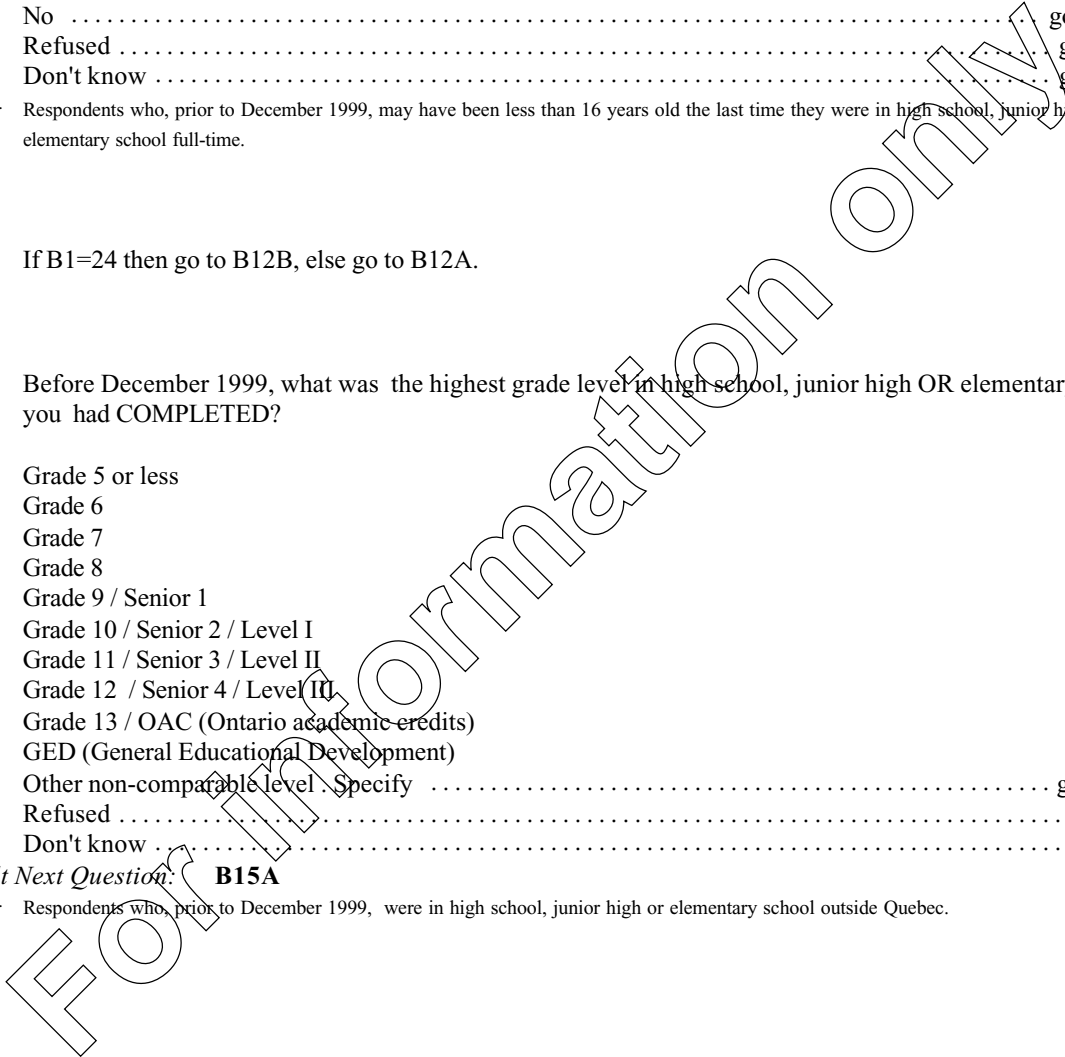 No ........................................................................................ go
Refused .................................................................................... g
Don't know ................................................................................. g
Respondents who, prior to December 1999, may have been less than 16 years old the last time they were in high school, junior h
elementary school full-time.
If B1=24 then go to B12B, else go to B12A.
Before December 1999, what was the highest grade level in high school, junior high OR elementar
you had COMPLETED?
Grade 5 or less
Grade 6
Grade 7
Grade 8
Grade 9 / Senior 1
Grade 10 / Senior 2 / Level I
Grade 11 / Senior 3 / Level II
Grade 12 / Senior 4 / Level III
Grade 13 / OAC (Ontario academic credits)
GED (General Educational Development)
Other non-comparable level . Specify ...................................................... g
Refused ....................................................................................
Don't know .................................................................................
t Next Question: B15A
Respondents who, prior to December 1999, were in high school, junior high or elementary school outside Quebec.
For information only